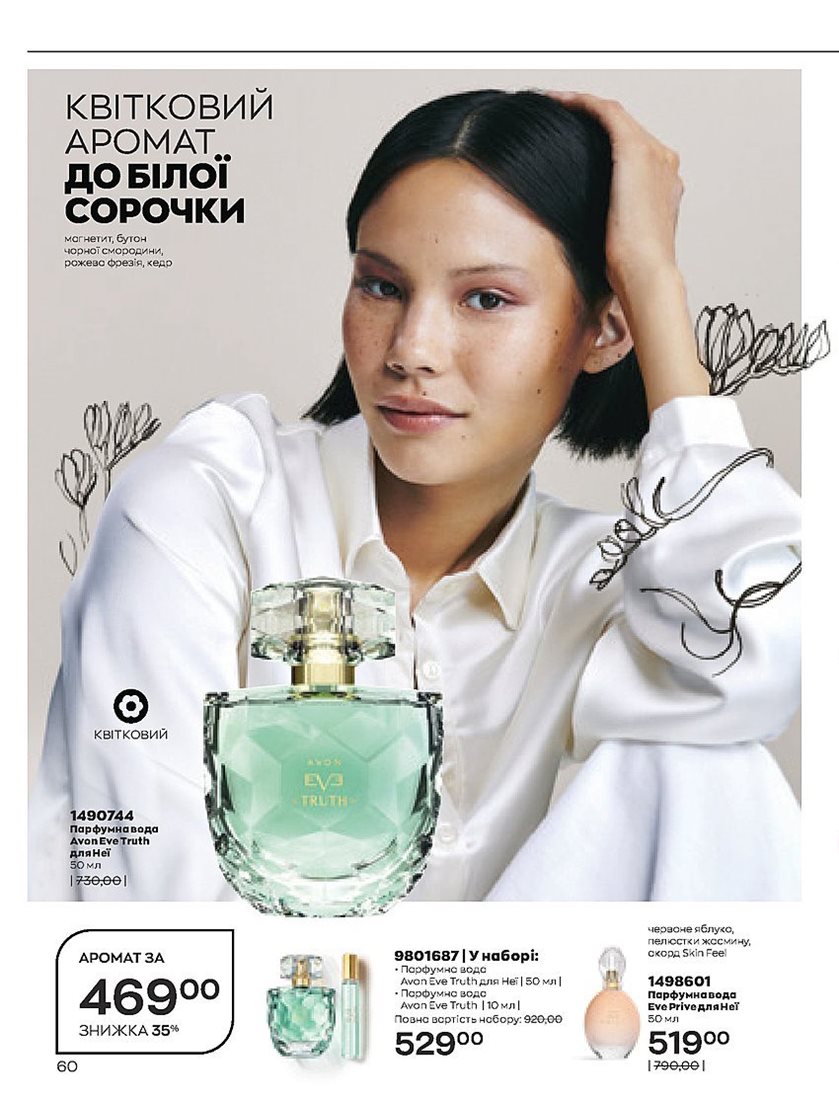 КВІТКОВИЙ
АРОМАТ
ДО БІЛОЇ
СОРОЧКИ
магнетит, бутон
чорної смородини,
рожева фрезія, кедр
КВІТКОВИЙ
AVON
EVE
TRUTH
1490744
Парфумна вода
Avon Eve Truth
для Неї
50 мл
| 730,00 |
АРОМАТ ЗА
469⁰⁰
ЗНИЖКА 35%
9801687 | У наборі:
• Парфумна вода
Avon Eve Truth для Неї | 50 мл |
• Парфумна вода
Avon Eve Truth | 10 мл |
Повна вортість набору: 920,00
529⁰⁰
червоне яблуко,
пелюстки жасмину,
акорд Skin Feel
1498601
Парфумна вода
Eve Prive для Неї
50 мл
519⁰⁰
| 790,00 |
60